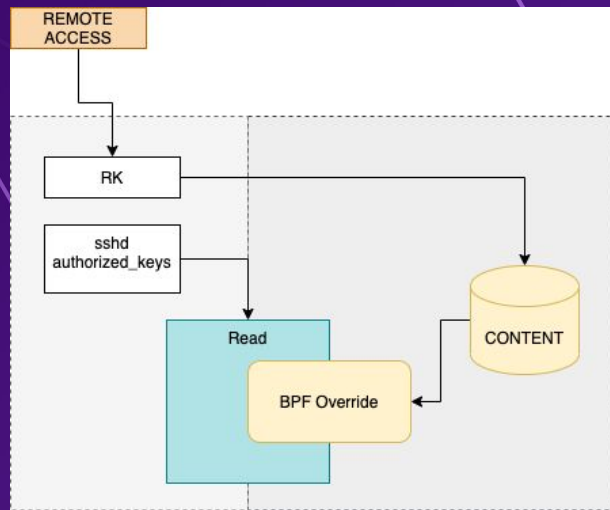 REMOTE
ACCESS
RK
sshd
authorized_keys
Read
CONTENT
BPF Override